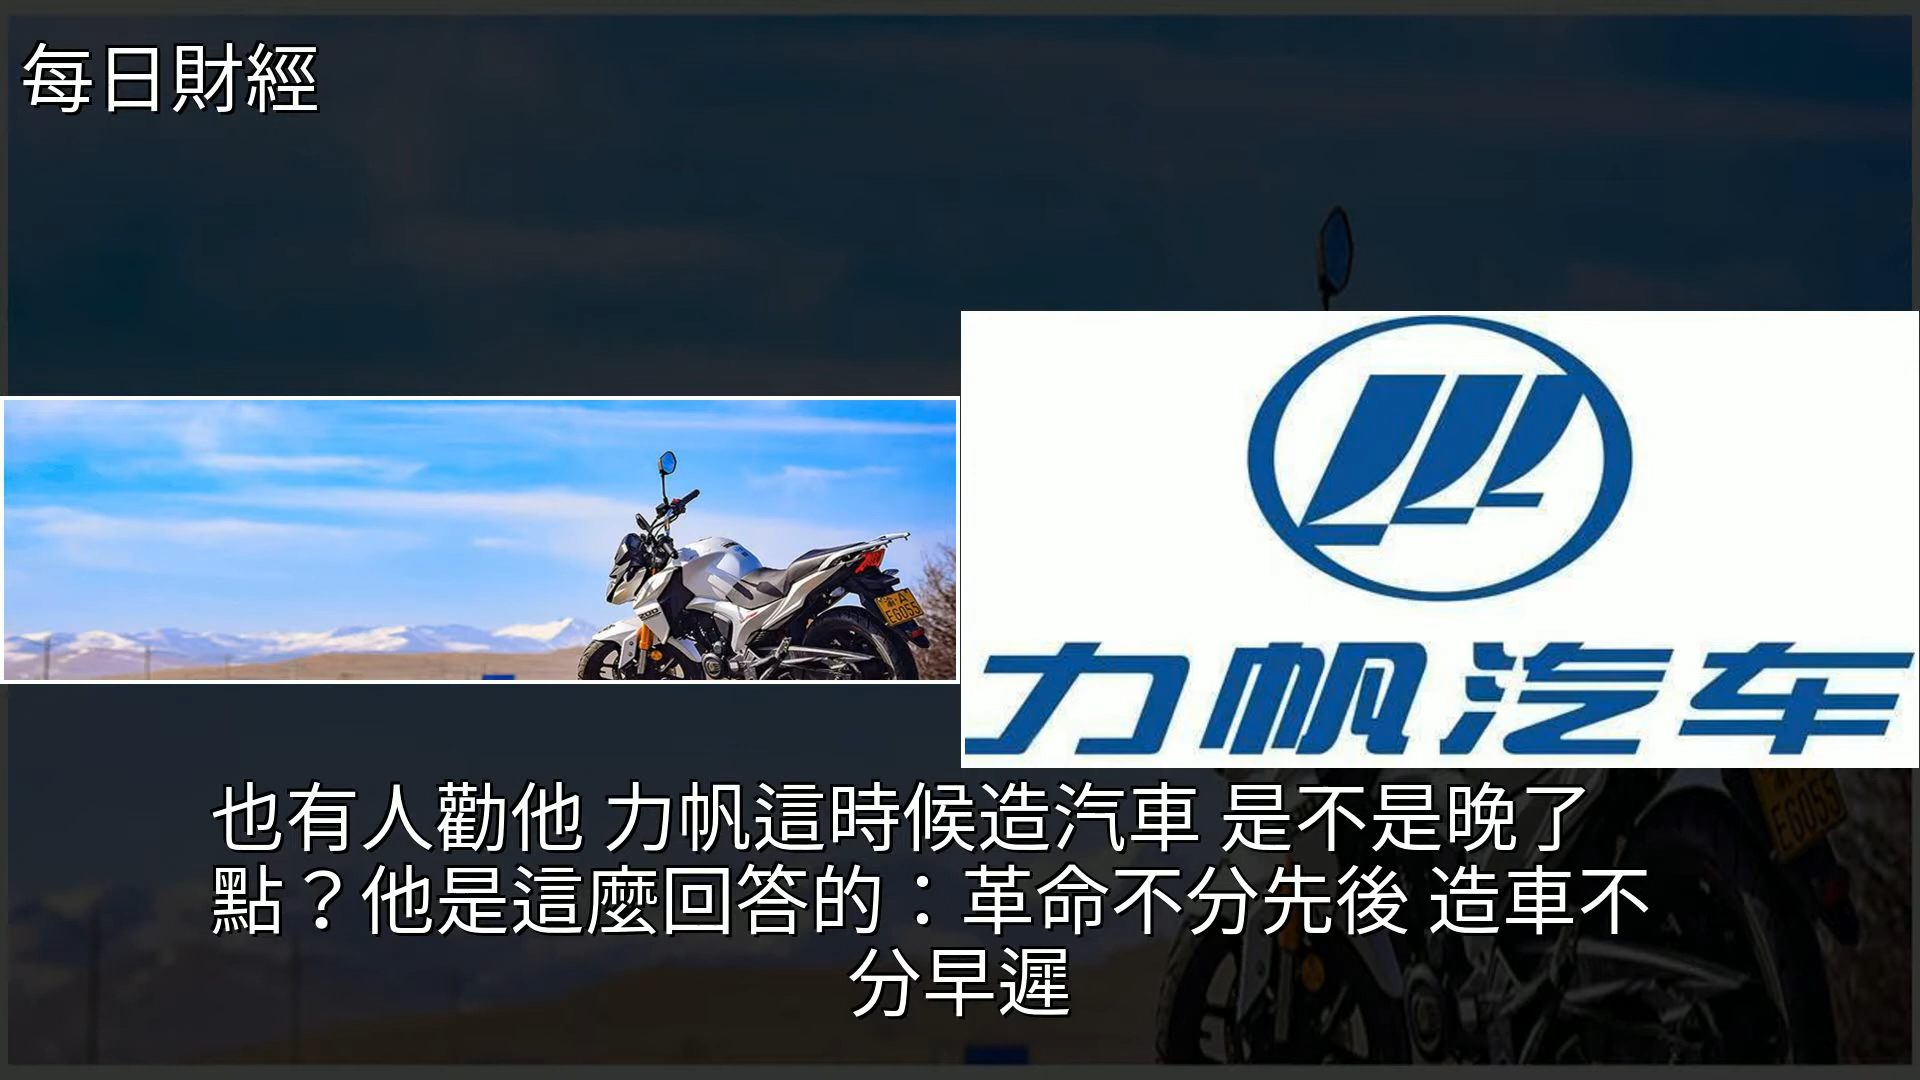 每日財經
力帆汽车
A
EG055
EG055
也有人勸他 力帆這時候造汽車 是不是晚了
點？他是這麼回答的：革命不分先後 造車不
分早遲